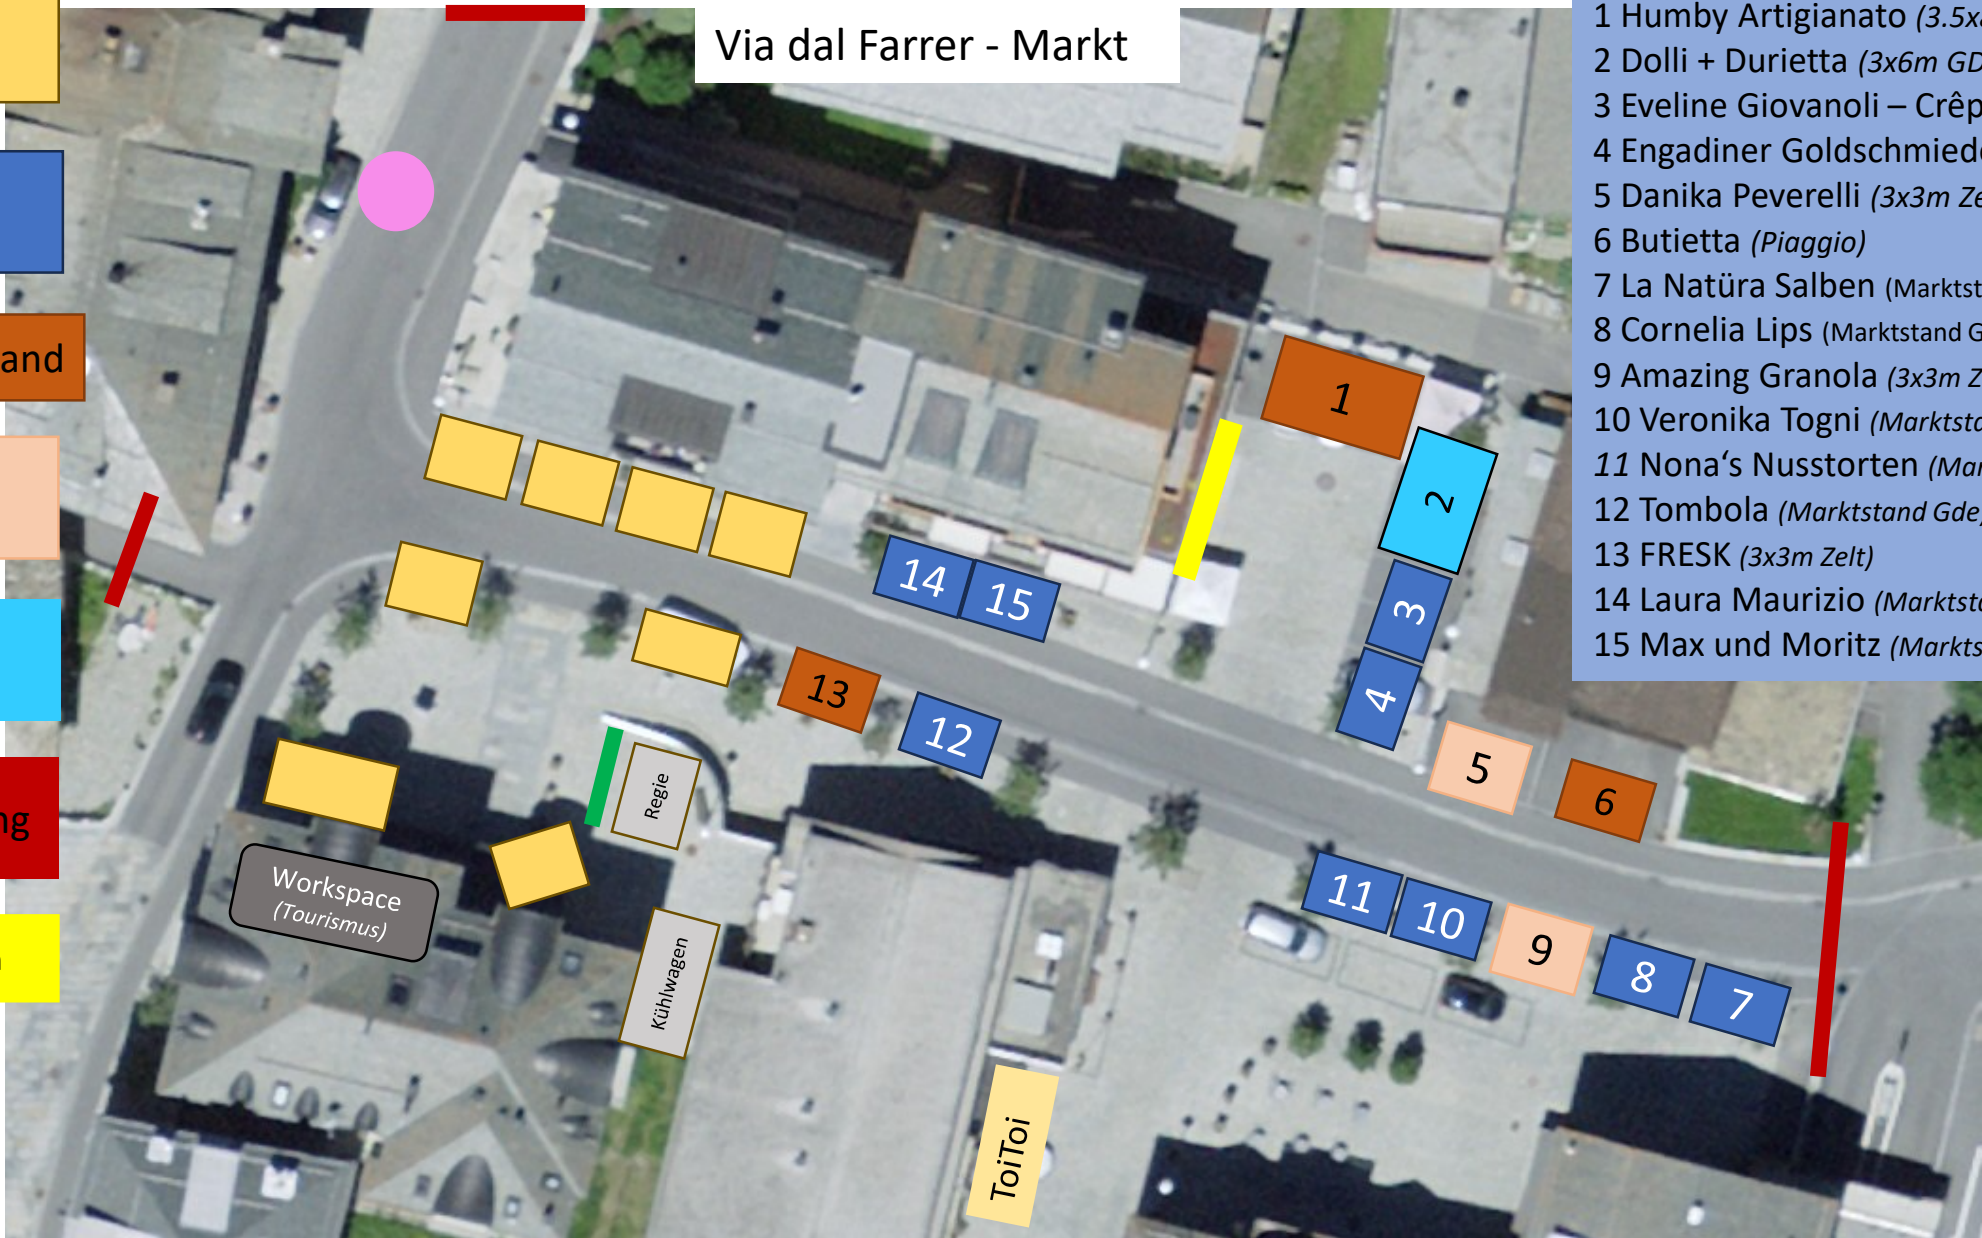 Via dal Farrer - Markt
1 Humby Artigianato (3.5x
2 Dolli + Durietta (3x6m GD
3 Eveline Giovanoli – Crêp
4 Engadiner Goldschmied
5 Danika Peverelli (3x3m Ze
6 Butietta (Piaggio)
7 La Natüra Salben (Marktst
8 Cornelia Lips (Marktstand G
9 Amazing Granola (3x3m Z
10 Veronika Togni (Marktsta
11 Nona‘s Nusstorten (Mar
12 Tombola (Marktstand Gde)
13 FRESK (3x3m Zelt)
14 Laura Maurizio (Marktsta
15 Max und Moritz (Markts
and
ng
1
2
3
4
5
6
14
15
13
12
11
10
9
8
7
Regie
Workspace
(Tourismus)
Kühlwagen
ToiToi